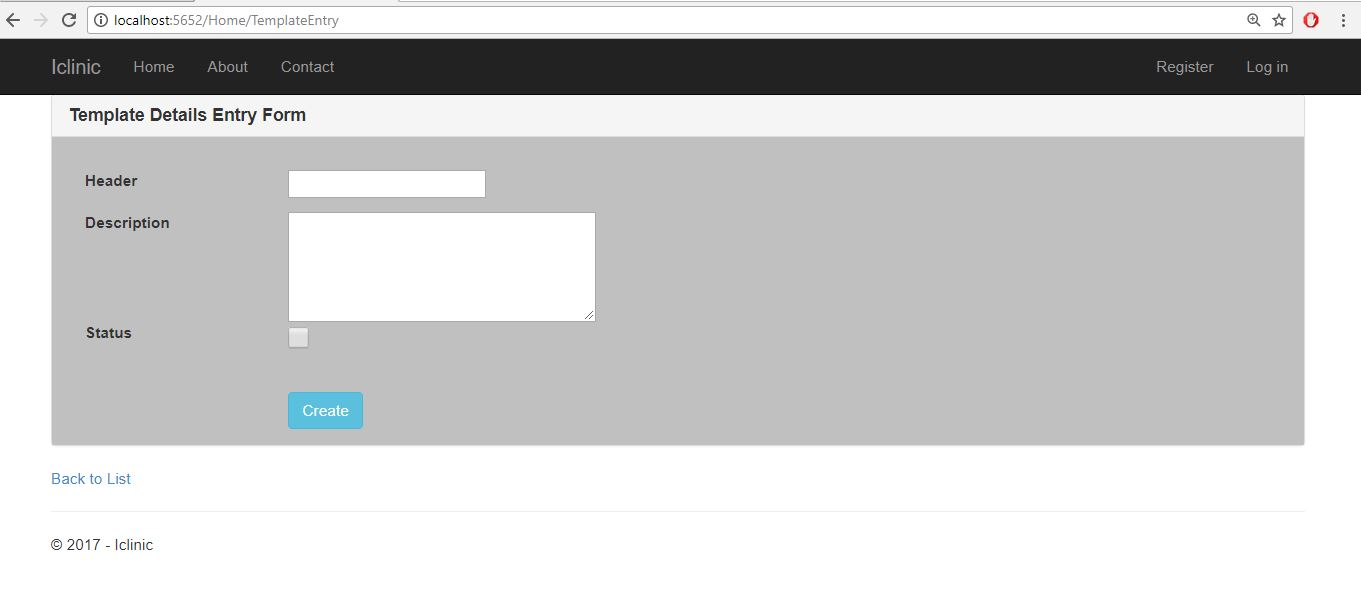 localhost:5652/Home/TemplateEntry
Iclinic Home About Contact Register Log in
Template Details Entry Form
Header
Description
Status
Create
Back to List
© 2017 - Iclinic